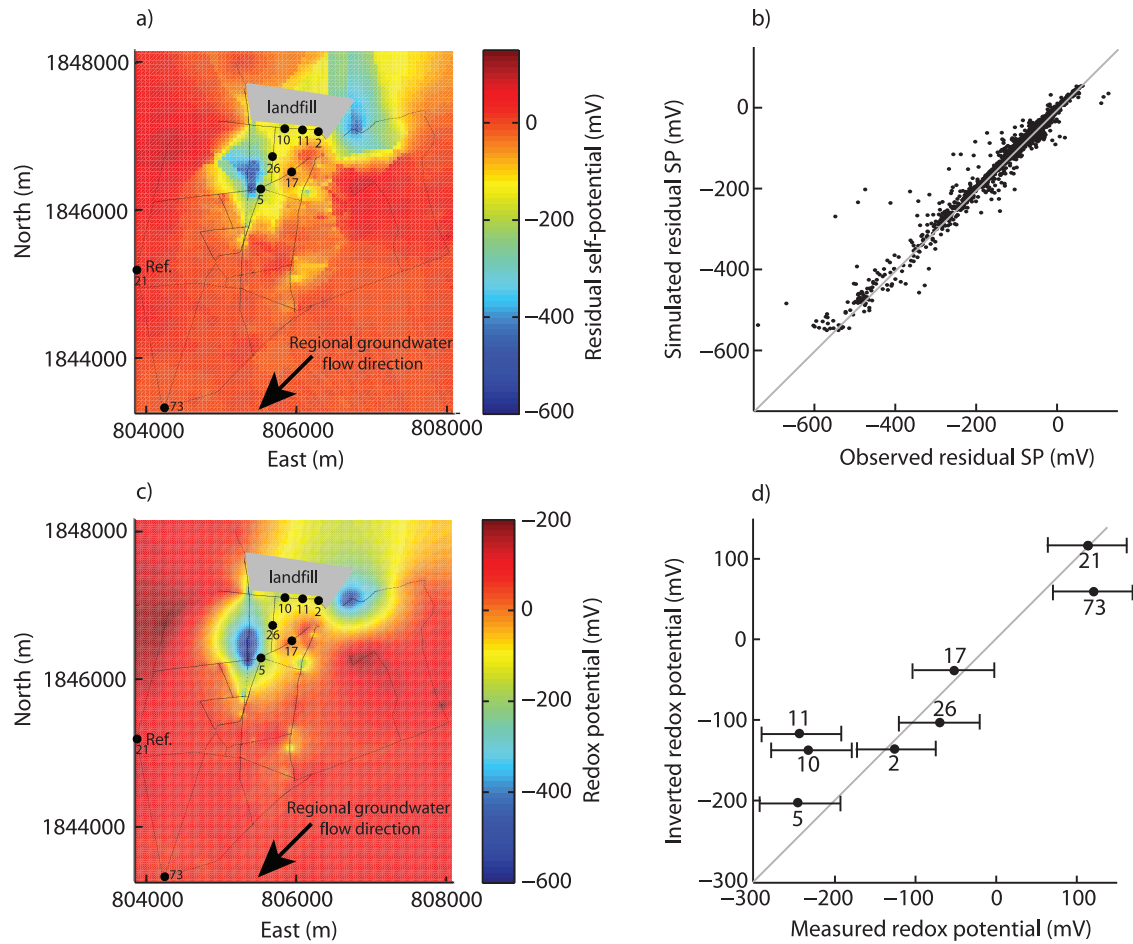 a)
1848000
1846000
1844000
North (m)
804000
806000
808000
East (m)
landfill
10
11
2
26
17
5
Ref.
21
73
Regional groundwater
flow direction
0
−200
−400
−600
Residual self-potential (mV)
b)
0
−200
−400
−600
Simulated residual SP (mV)
−600
−400
−200
0
Observed residual SP (mV)
c)
1848000
1846000
1844000
North (m)
804000
806000
808000
East (m)
landfill
10
11
2
26
17
5
Ref.
21
73
Regional groundwater
flow direction
−200
0
−200
−400
−600
Redox potential (mV)
d)
100
0
−100
−200
−300
Inverted redox potential (mV)
−300
−200
−100
0
100
Measured redox potential (mV)
21
73
17
26
11
10
2
5